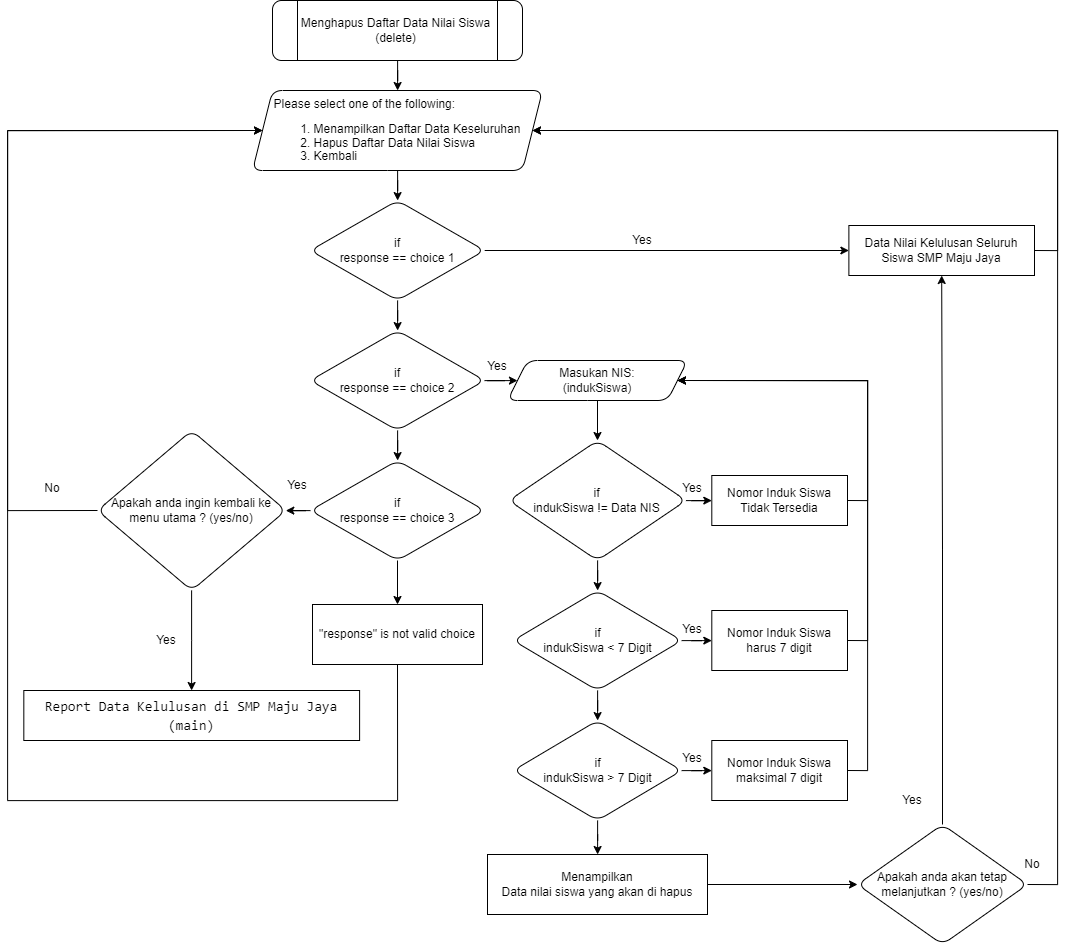 Menghapus Daftar Data Nilai Siswa
(delete)
Please select one of the following:
1. Menampilkan Daftar Data Keseluruhan
2. Hapus Daftar Data Nilai Siswa
3. Kembali
if
response == choice 1
Yes
Data Nilai Kelulusan Seluruh
Siswa SMP Maju Jaya
if
response == choice 2
Yes
Masukan NIS:
(indukSiswa)
if
response == choice 3
Yes
Apakah anda ingin kembali ke
menu utama ? (yes/no)
No
Yes
Report Data Kelulusan di SMP Maju Jaya
(main)
"response" is not valid choice
if
indukSiswa != Data NIS
Yes
Nomor Induk Siswa
Tidak Tersedia
if
indukSiswa < 7 Digit
Yes
Nomor Induk Siswa
harus 7 digit
if
indukSiswa > 7 Digit
Yes
Nomor Induk Siswa
maksimal 7 digit
Menampilkan
Data nilai siswa yang akan di hapus
Apakah anda akan tetap
melanjutkan ? (yes/no)
Yes
No